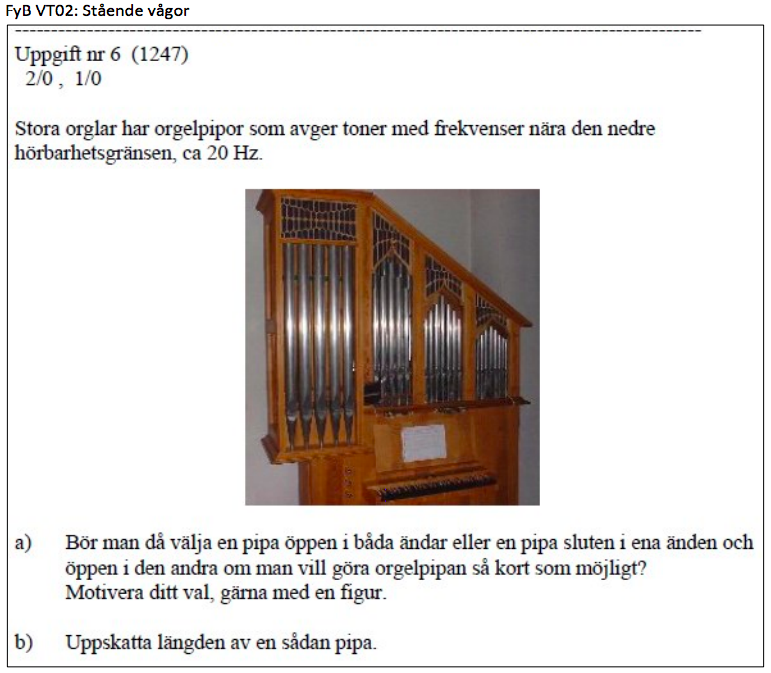 FyB VT02: Stående vågor
Uppgift nr 6 (1247)
2/0 , 1/0
Stora orglar har orgelpipor som avger toner med frekvenser nära den nedre
hörbarhetsgränsen, ca 20 Hz.
a) Bör man då välja en pipa öppen i båda ändar eller en pipa sluten i ena änden och
öppen i den andra om man vill göra orgelpipan så kort som möjligt?
Motivera ditt val, gärna med en figur.
b) Uppskatta längden av en sådan pipa.